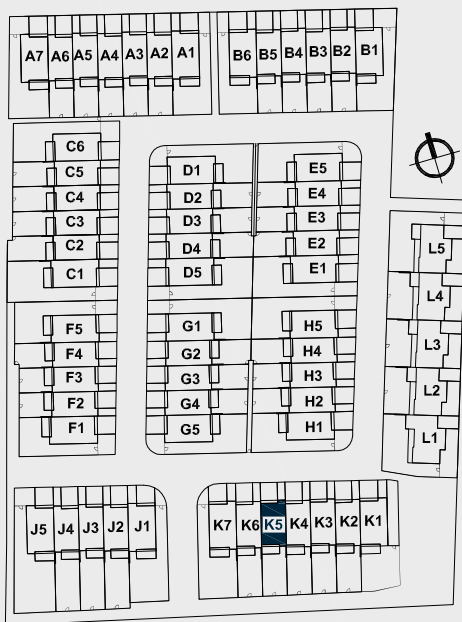 A7 A6 A5 A4 A3 A2 A1
B6 B5 B4 B3 B2 B1
C6
C5
C4
C3
C2
C1
D1
D2
D3
D4
D5
E5
E4
E3
E2
E1
F5
F4
F3
F2
F1
G1
G2
G3
G4
G5
H5
H4
H3
H2
H1
L5
L4
L3
L2
L1
J5 J4 J3 J2 J1
K7 K6 K5 K4 K3 K2 K1